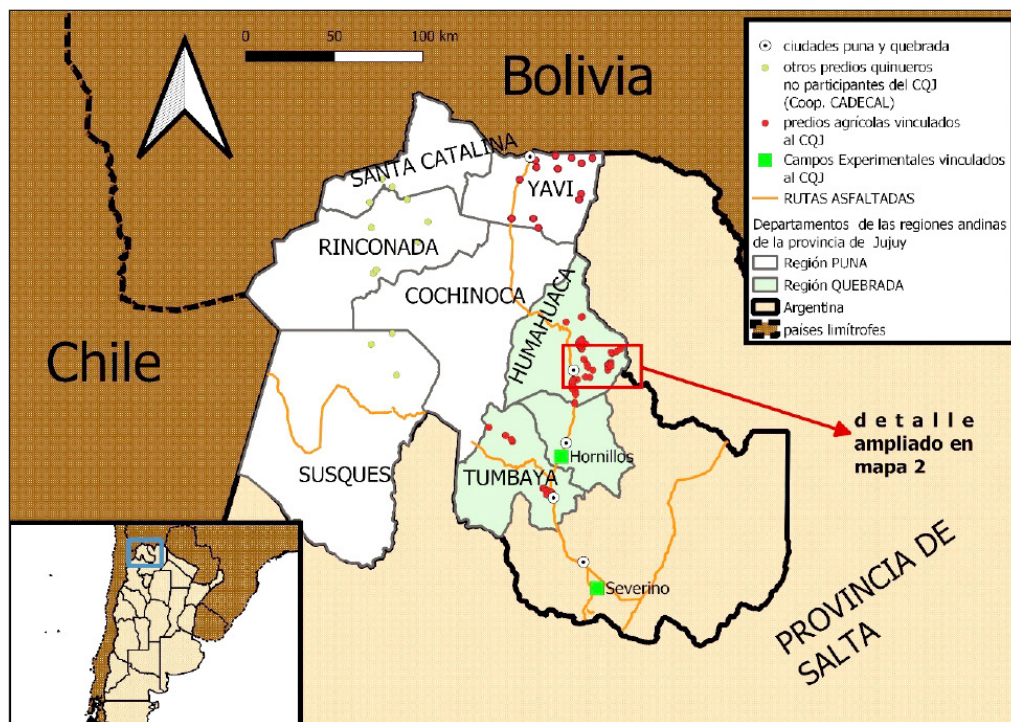 0 50 100 km
Bolivia
Chile
SANTA CATALINA
YAVI
RINCONADA
COCHINOCA
HUMAHUACA
SUSQUES
TUMBAYA
Hornillos
Severino
d e t a l l e
ampliado en
mapa 2
PROVINCIA DE
SALTA
ciudades puna y quebrada
otros predios quinueros
no participantes del CQJ
(Coop. CADECAL)
predios agrícolas vinculados
al CQJ
Campos Experimentales vinculados
al CQJ
RUTAS ASFALTADAS
Departamentos de las regiones andinas
de la provincia de Jujuy
Región PUNA
Región QUEBRADA
Argentina
países limítrofes